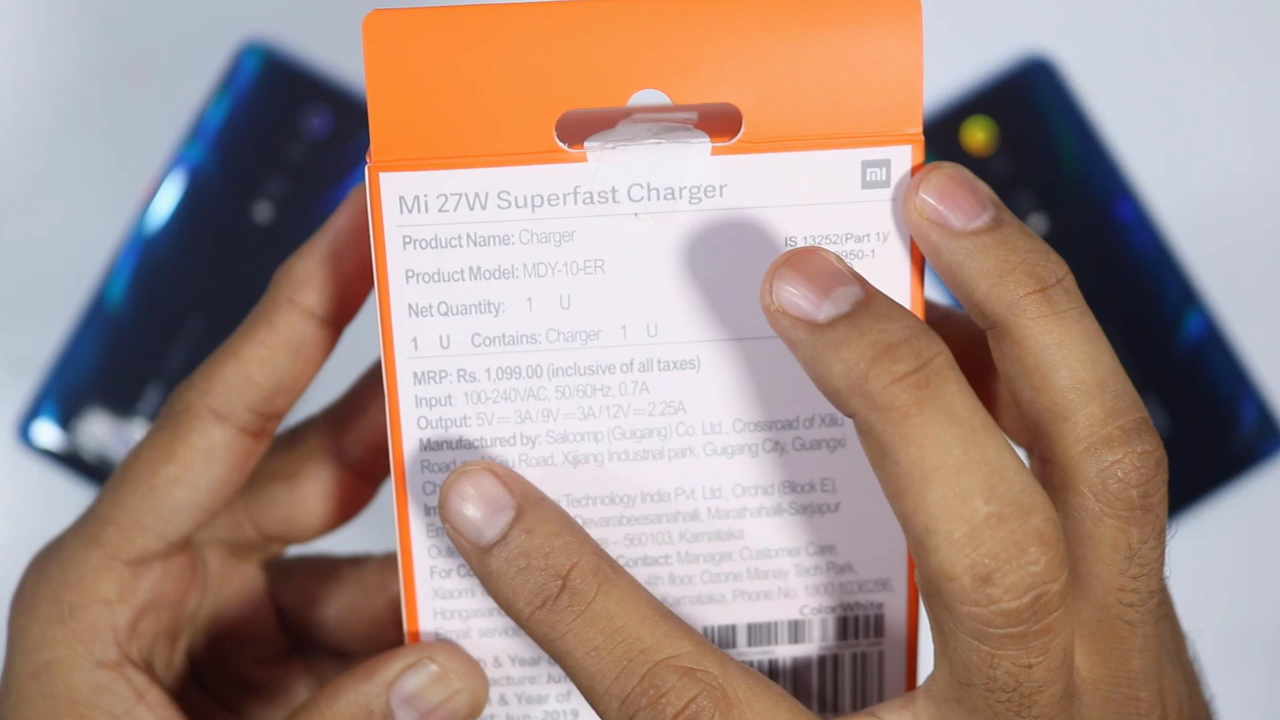 mi
Mi 27W Superfast Charger
Product Name: Charger
IS 13252(Part 1)/
950-1
Product Model: MDY-10-ER
Net Quantity: 1 U
1 U Contains: Charger 1 U
MRP: Rs. 1,099.00 (inclusive of all taxes)
Input: 100-240VAC, 50/60Hz, 0.7A
Output: 5V=3A/9V=3A/12V=2.25A
Manufactured by: Salcomp (Guigang) Co. Ltd., Crossroad of Xiliu
Road Road, Xijiang Industrial park, Guigang City, Guangxi
Technology India Pvt. Ltd., Orchid (Block E),
Devarabeesanahalli, Marathahalli-Sarjapur
– 560103, Karnataka
For Contact: Manager, Customer Care,
Xiaomi 4th floor, Ozone Manay Tech Park,
Karnataka, Phone No. 1800 1036286,
Email:
Color:White
& Year
& Year of
Jun, 2019